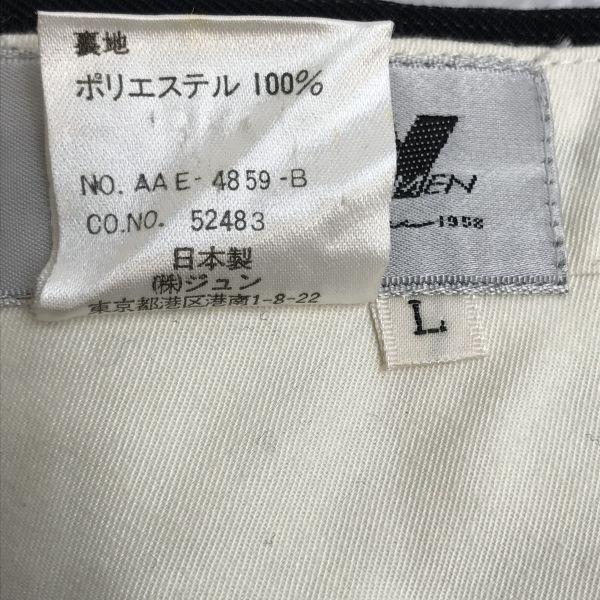 裏地
ポリエステル 100%
NO. AAE-4859-B
CO.NO. 52483
日本製
(株)ジュン
東京都港区港南1-8-22
MEN
1958
L